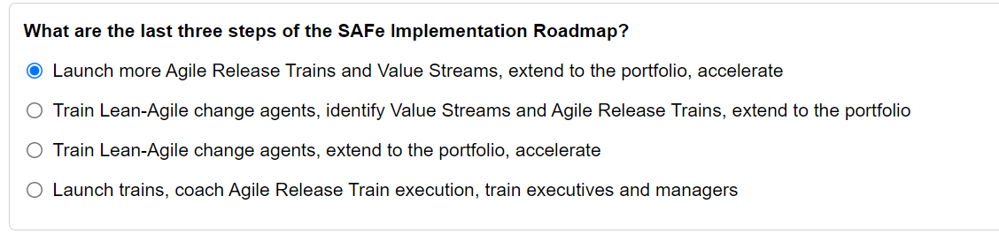 What are the last three steps of the SAFe Implementation Roadmap?
Launch more Agile Release Trains and Value Streams, extend to the portfolio, accelerate
Train Lean-Agile change agents, identify Value Streams and Agile Release Trains, extend to the portfolio
Train Lean-Agile change agents, extend to the portfolio, accelerate
Launch trains, coach Agile Release Train execution, train executives and managers